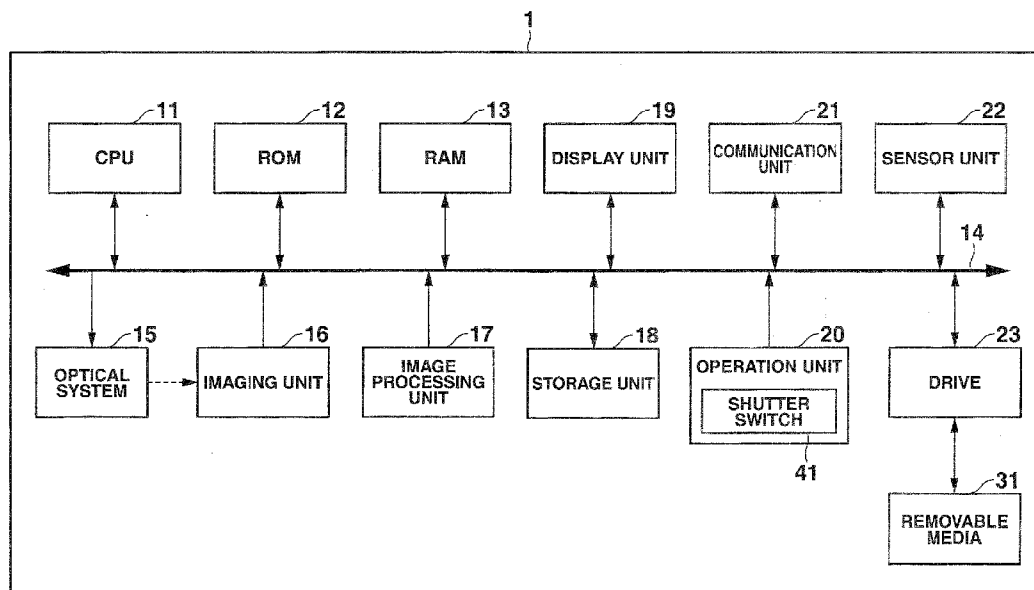 1
11
12
13
19
21
22
CPU
ROM
RAM
DISPLAY UNIT
COMMUNICATION
UNIT
SENSOR UNIT
14
15
16
17
18
20
23
OPTICAL
SYSTEM
IMAGING UNIT
IMAGE
PROCESSING
UNIT
STORAGE UNIT
OPERATION UNIT
SHUTTER
SWITCH
DRIVE
41
31
REMOVABLE
MEDIA